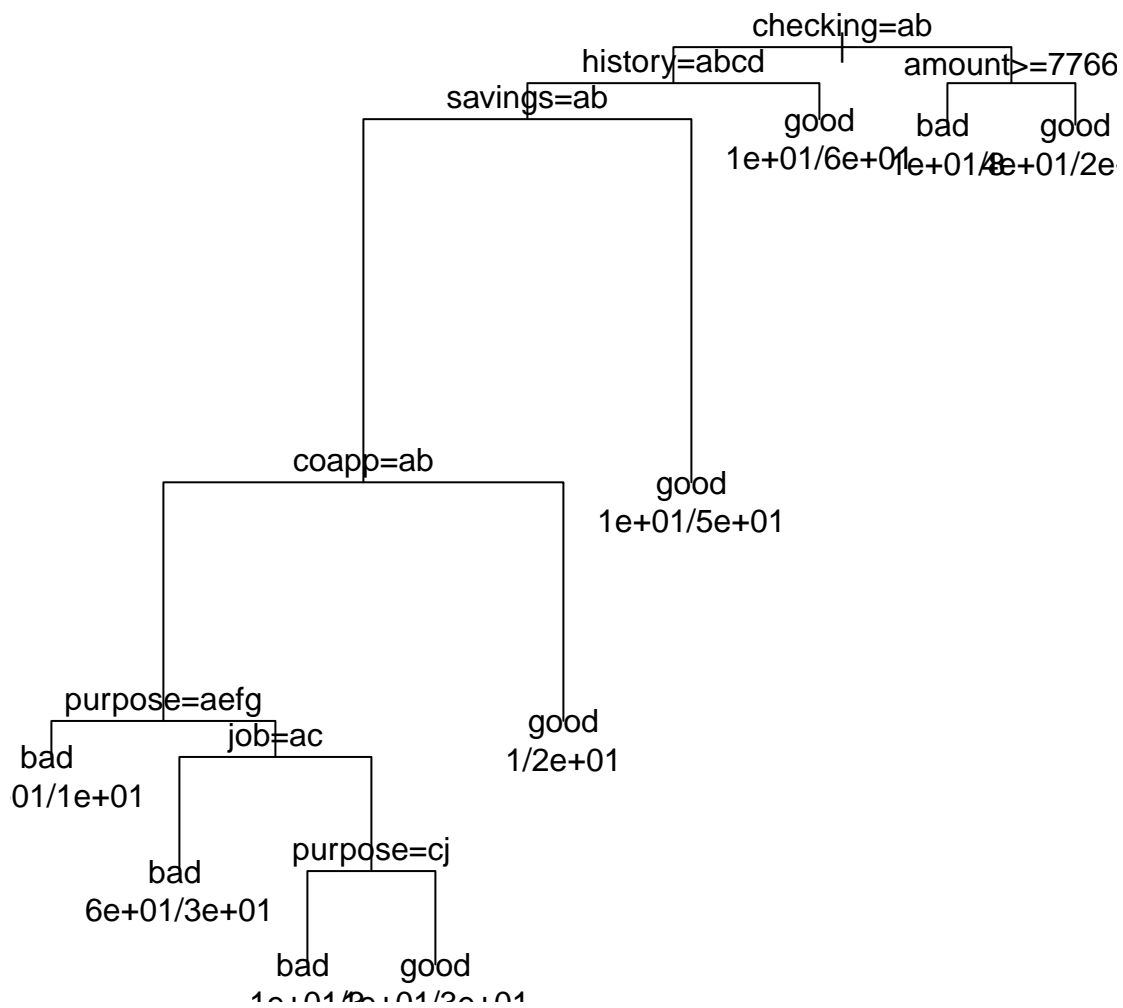 checking=ab
history=abcd
amount>=7766
savings=ab
good
1e+01/6e+01
bad
good
coapp=ab
good
1e+01/5e+01
purpose=aefg
good
1/2e+01
job=ac
bad
01/1e+01
purpose=cj
bad
6e+01/3e+01
bad
good